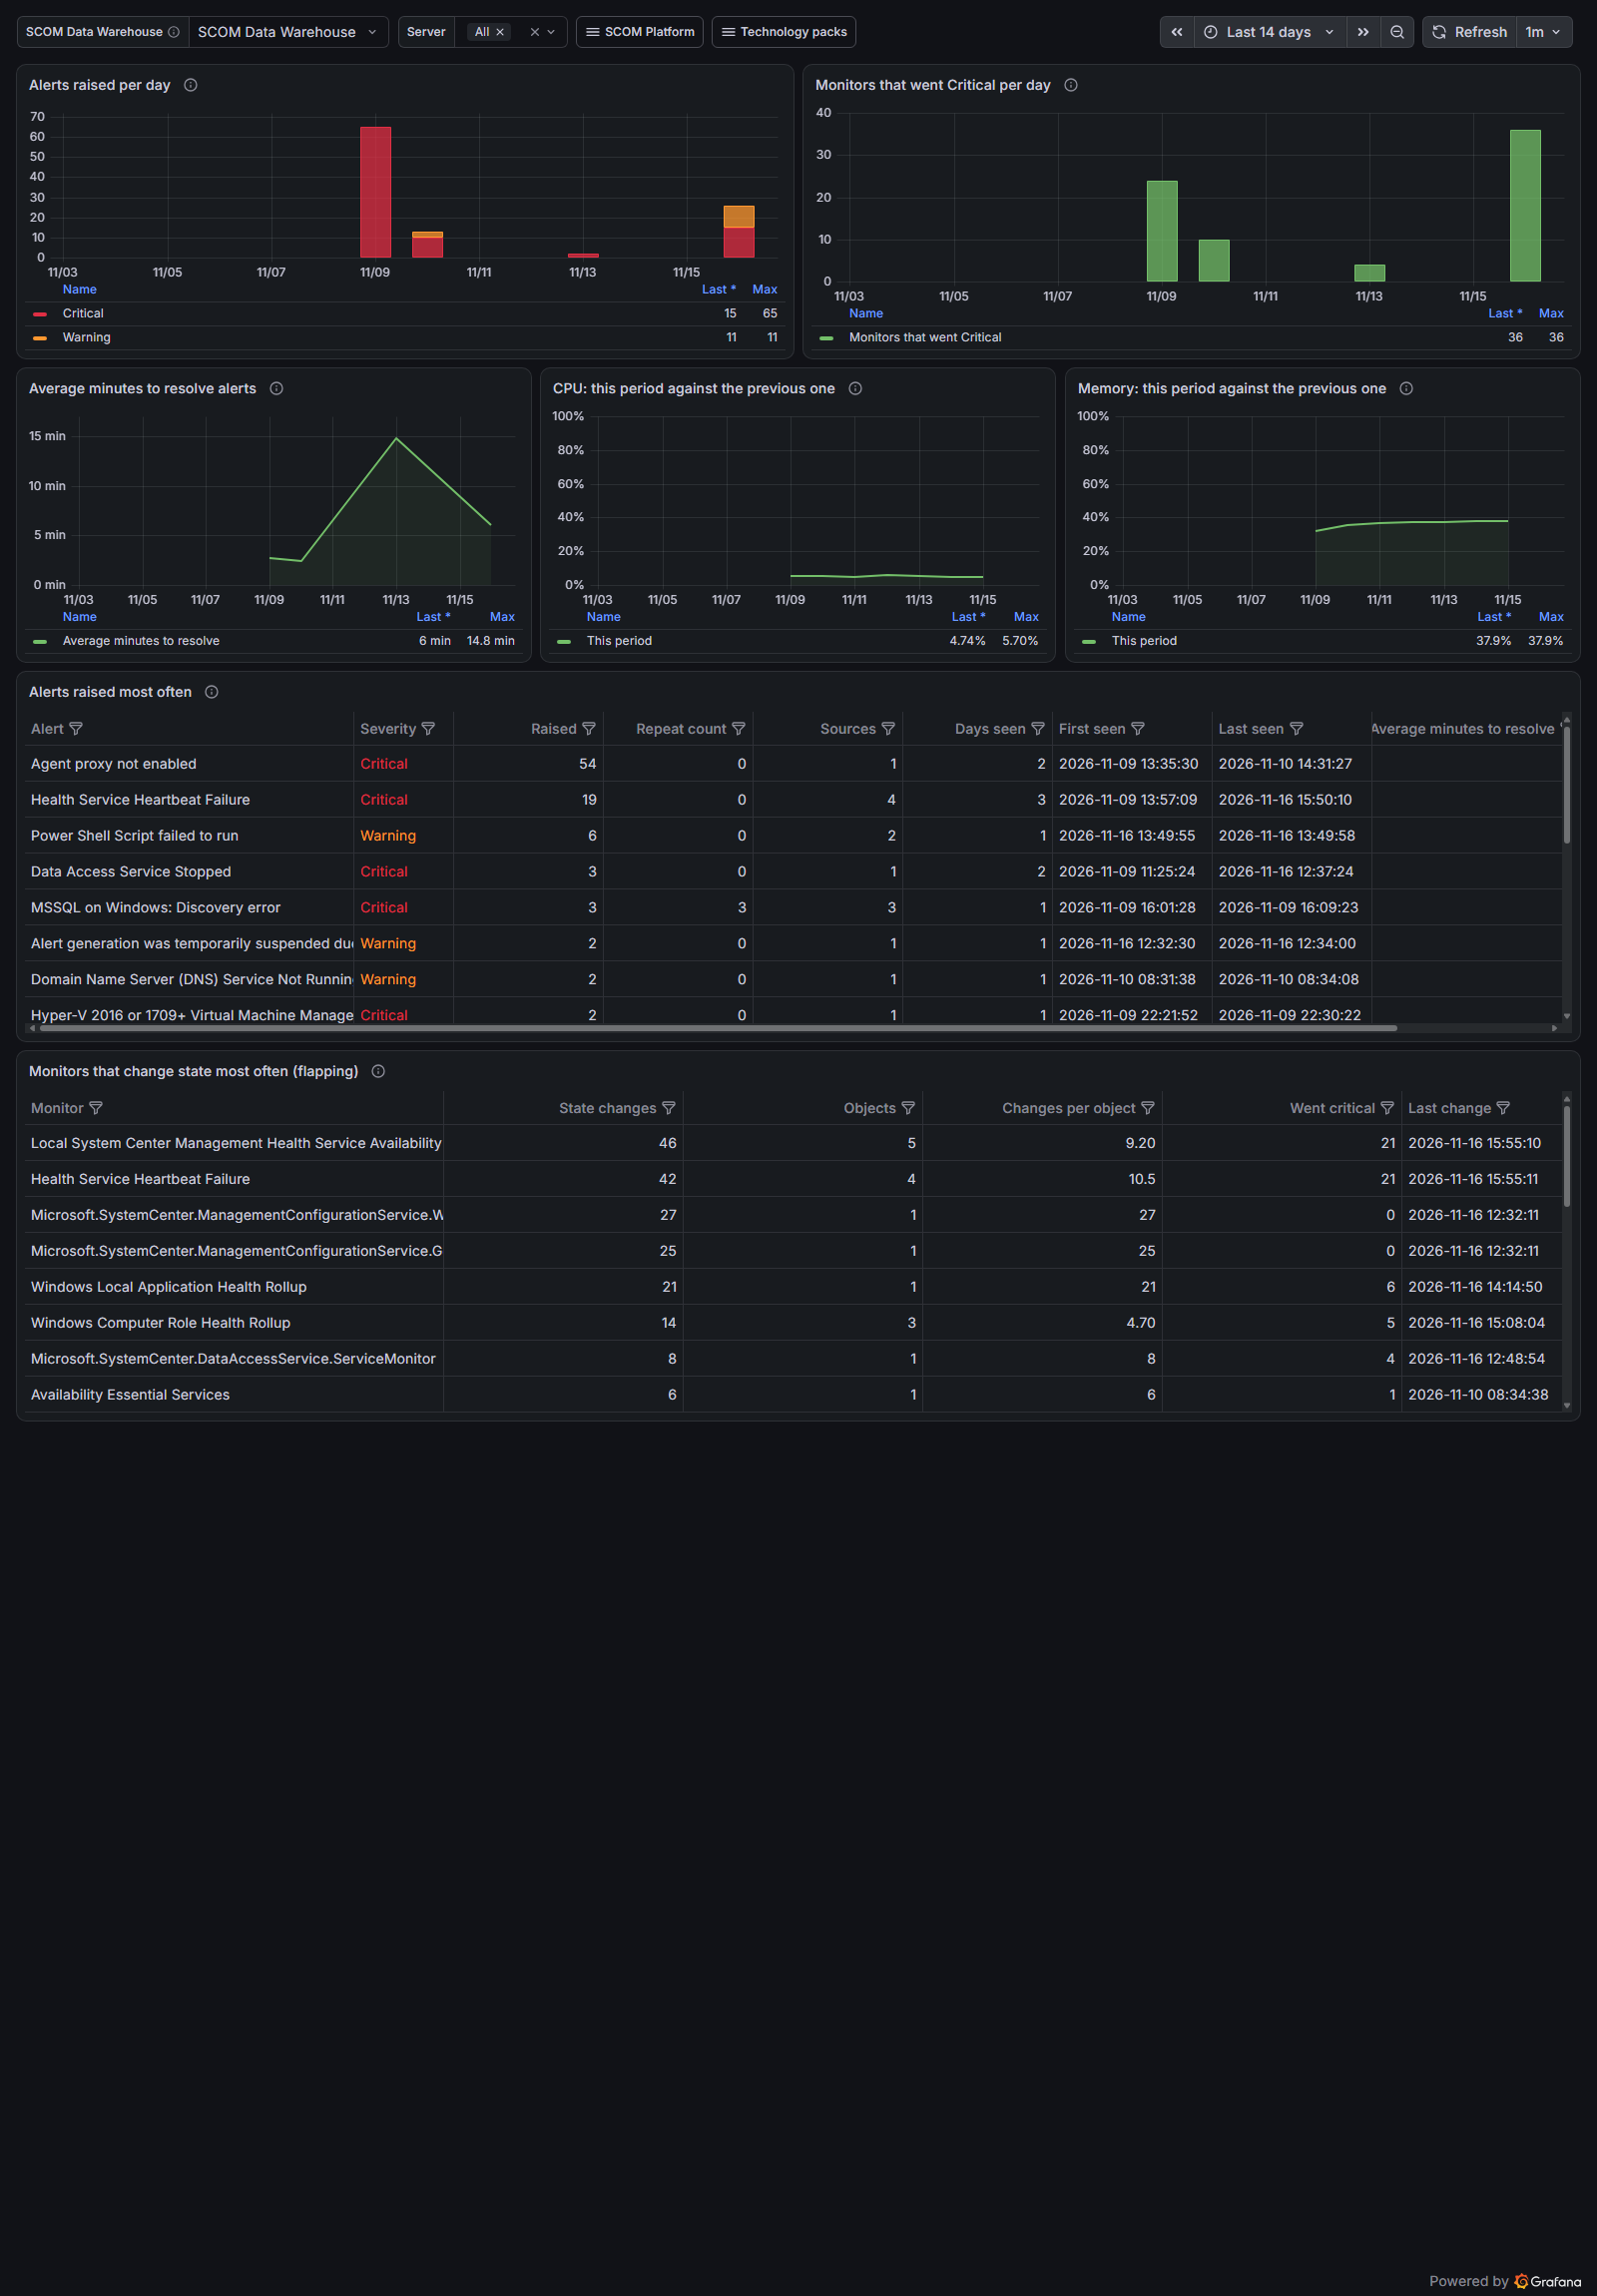 SCOM Data Warehouse SCOM Data Warehouse Server All SCOM Platform Technology packs Last 14 days Refresh 1m
Alerts raised per day
70
60
50
40
30
20
10
0
11/03 11/05 11/07 11/09 11/11 11/13 11/15
Name Last * Max
Critical 15 65
Warning 11 11
Monitors that went Critical per day
40
30
20
10
0
11/03 11/05 11/07 11/09 11/11 11/13 11/15
Name Last * Max
Monitors that went Critical 36 36
Average minutes to resolve alerts
15 min
10 min
5 min
0 min
11/03 11/05 11/07 11/09 11/11 11/13 11/15
Name Last * Max
Average minutes to resolve 6 min 14.8 min
CPU: this period against the previous one
100%
80%
60%
40%
20%
0%
11/03 11/05 11/07 11/09 11/11 11/13 11/15
Name Last * Max
This period 4.74% 5.70%
Memory: this period against the previous one
100%
80%
60%
40%
20%
0%
11/03 11/05 11/07 11/09 11/11 11/13 11/15
Name Last * Max
This period 37.9% 37.9%
Alerts raised most often
Alert Severity Raised Repeat count Sources Days seen First seen Last seen Average minutes to resolve
Agent proxy not enabled Critical 54 0 1 2 2026-11-09 13:35:30 2026-11-10 14:31:27
Health Service Heartbeat Failure Critical 19 0 4 3 2026-11-09 13:57:09 2026-11-16 15:50:10
Power Shell Script failed to run Warning 6 0 2 1 2026-11-16 13:49:55 2026-11-16 13:49:58
Data Access Service Stopped Critical 3 0 1 2 2026-11-09 11:25:24 2026-11-16 12:37:24
MSSQL on Windows: Discovery error Critical 3 3 3 1 2026-11-09 16:01:28 2026-11-09 16:09:23
Alert generation was temporarily suspended due Warning 2 0 1 1 2026-11-16 12:32:30 2026-11-16 12:34:00
Domain Name Server (DNS) Service Not Runnin Warning 2 0 1 1 2026-11-10 08:31:38 2026-11-10 08:34:08
Hyper-V 2016 or 1709+ Virtual Machine Manage Critical 2 0 1 1 2026-11-09 22:21:52 2026-11-09 22:30:22
Monitors that change state most often (flapping)
Monitor State changes Objects Changes per object Went critical Last change
Local System Center Management Health Service Availability 46 5 9.20 21 2026-11-16 15:55:10
Health Service Heartbeat Failure 42 4 10.5 21 2026-11-16 15:55:11
Microsoft.SystemCenter.ManagementConfigurationService.W 27 1 27 0 2026-11-16 12:32:11
Microsoft.SystemCenter.ManagementConfigurationService.G 25 1 25 0 2026-11-16 12:32:11
Windows Local Application Health Rollup 21 1 21 6 2026-11-16 14:14:50
Windows Computer Role Health Rollup 14 3 4.70 5 2026-11-16 15:08:04
Microsoft.SystemCenter.DataAccessService.ServiceMonitor 8 1 8 4 2026-11-16 12:48:54
Availability Essential Services 6 1 6 1 2026-11-10 08:34:38
Powered by Grafana